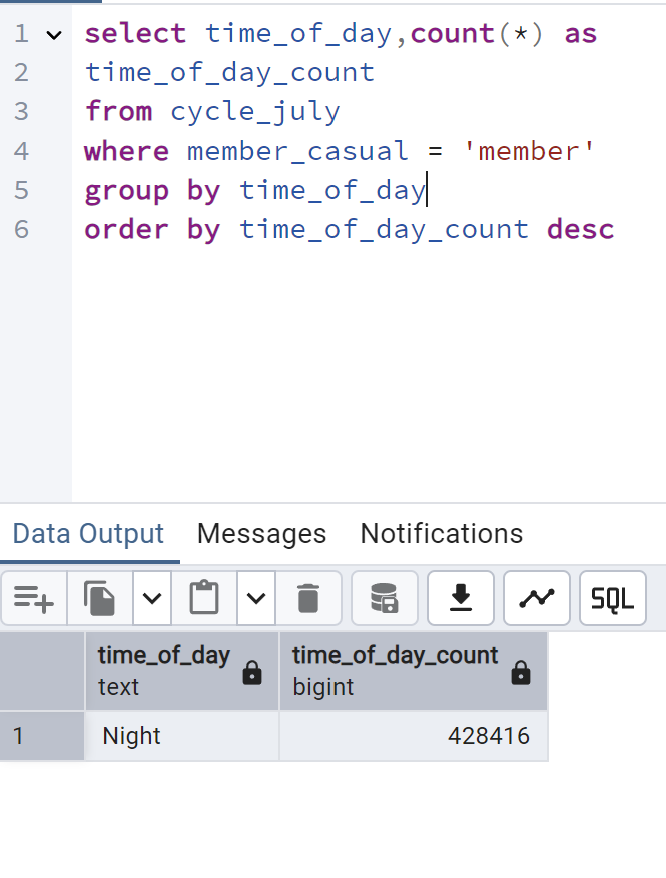 1 select time_of_day,count(*) as
2 time_of_day_count
3 from cycle_july
4 where member_casual = 'member'
5 group by time_of_day
6 order by time_of_day_count desc
Data Output Messages Notifications
SQL
time_of_day time_of_day_count
text bigint
1 Night 428416